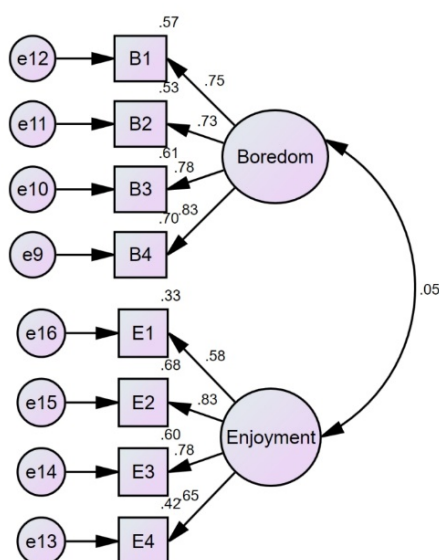 .57
e12 B1
.75
.53
e11 B2 .73
.61
Boredom
.78
e10 B3
.70 .83
e9 B4
.05
.33
e16 E1
.58
.68
e15 E2 .83
.60
Enjoyment
.78
e14 E3
.42 .65
e13 E4